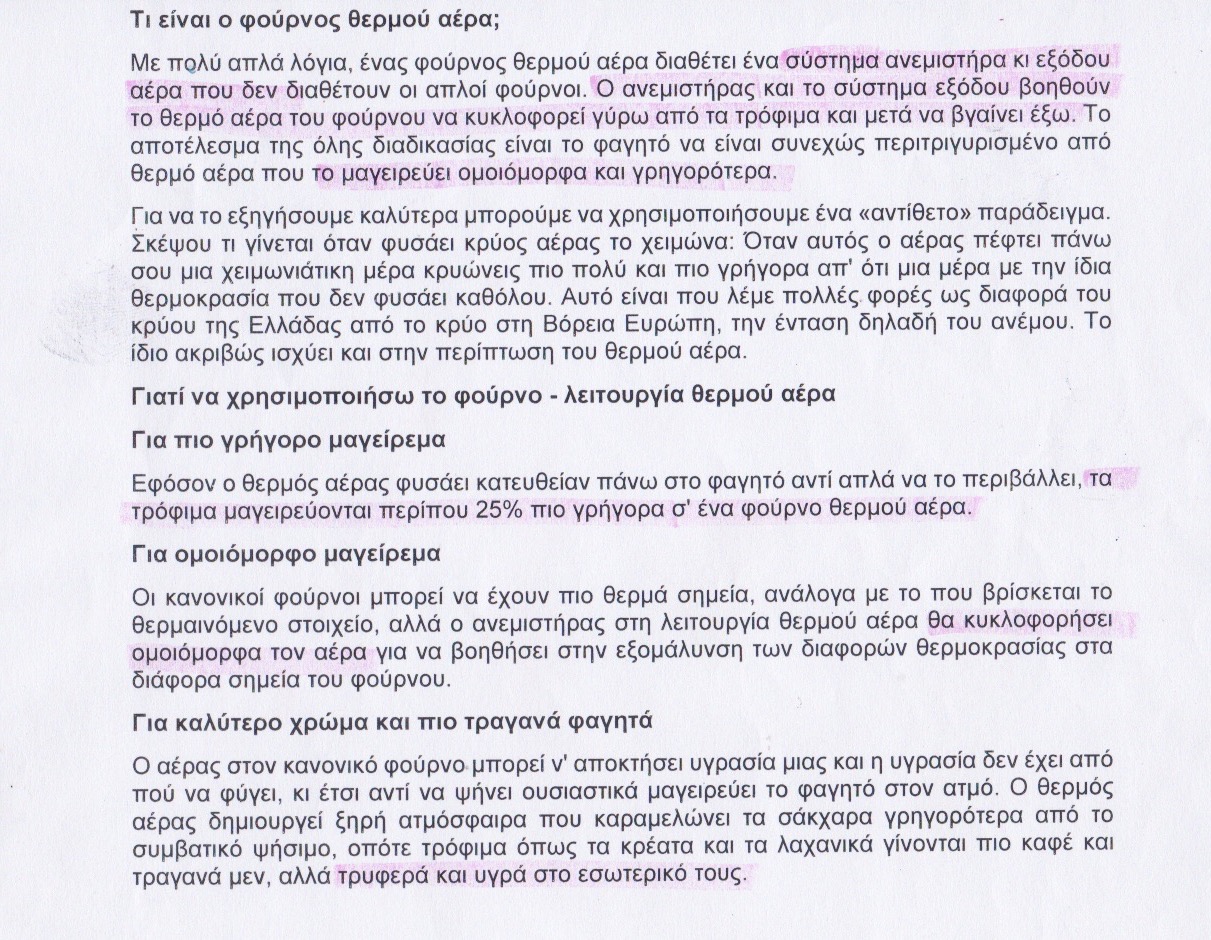 Τι είναι ο φούρνος θερμού αέρα;
Με πολύ απλά λόγια, ένας φούρνος θερμού αέρα διαθέτει ένα σύστημα ανεμιστήρα κι εξόδου
αέρα που δεν διαθέτουν οι απλοί φούρνοι. Ο ανεμιστήρας και το σύστημα εξόδου βοηθούν
το θερμό αέρα του φούρνου να κυκλοφορεί γύρω από τα τρόφιμα και μετά να βγαίνει έξω. Το
αποτέλεσμα της όλης διαδικασίας είναι το φαγητό να είναι συνεχώς περιτριγυρισμένο από
θερμό αέρα που το μαγειρεύει ομοιόμορφα και γρηγορότερα.
Για να το εξηγήσουμε καλύτερα μπορούμε να χρησιμοποιήσουμε ένα «αντίθετο» παράδειγμα.
Σκέψου τι γίνεται όταν φυσάει κρύος αέρας το χειμώνα: Όταν αυτός ο αέρας πέφτει πάνω
σου μια χειμωνιάτικη μέρα κρυώνεις πιο πολύ και πιο γρήγορα απ' ότι μια μέρα με την ίδια
θερμοκρασία που δεν φυσάει καθόλου. Αυτό είναι που λέμε πολλές φορές ως διαφορά του
κρύου της Ελλάδας από το κρύο στη Βόρεια Ευρώπη, την ένταση δηλαδή του ανέμου. Το
ίδιο ακριβώς ισχύει και στην περίπτωση του θερμού αέρα.
Γιατί να χρησιμοποιήσω το φούρνο - λειτουργία θερμού αέρα
Για πιο γρήγορο μαγείρεμα
Εφόσον ο θερμός αέρας φυσάει κατευθείαν πάνω στο φαγητό αντί απλά να το περιβάλλει, τα
τρόφιμα μαγειρεύονται περίπου 25% πιο γρήγορα σ' ένα φούρνο θερμού αέρα.
Για ομοιόμορφο μαγείρεμα
Οι κανονικοί φούρνοι μπορεί να έχουν πιο θερμά σημεία, ανάλογα με το που βρίσκεται το
θερμαινόμενο στοιχείο, αλλά ο ανεμιστήρας στη λειτουργία θερμού αέρα θα κυκλοφορήσει
ομοιόμορφα τον αέρα για να βοηθήσει στην εξομάλυνση των διαφορών θερμοκρασίας στα
διάφορα σημεία του φούρνου.
Για καλύτερο χρώμα και πιο τραγανά φαγητά
Ο αέρας στον κανονικό φούρνο μπορεί ν' αποκτήσει υγρασία μιας και η υγρασία δεν έχει από
πού να φύγει, κι έτσι αντί να ψήνει ουσιαστικά μαγειρεύει το φαγητό στον ατμό. Ο θερμός
αέρας δημιουργεί ξηρή ατμόσφαιρα που καραμελώνει τα σάκχαρα γρηγορότερα από το
συμβατικό ψήσιμο, οπότε τρόφιμα όπως τα κρέατα και τα λαχανικά γίνονται πιο καφέ και
τραγανά μεν, αλλά τρυφερά και υγρά στο εσωτερικό τους.